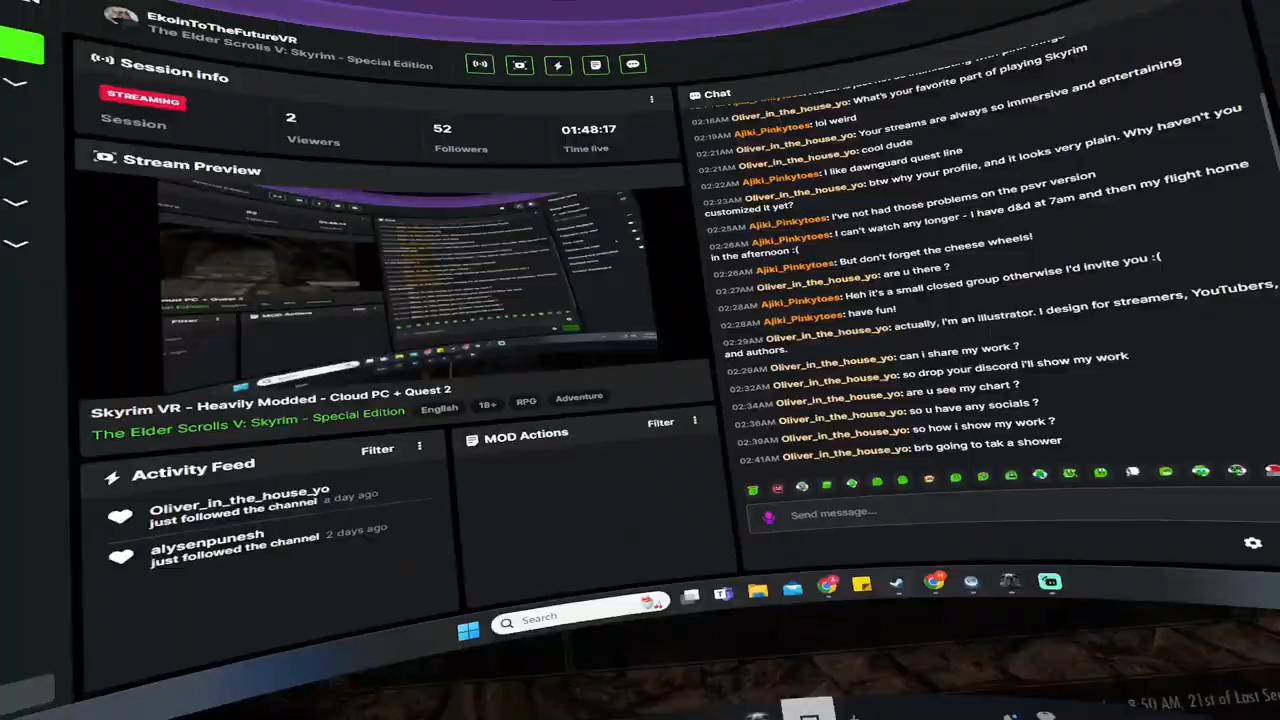 EkoInToTheFutureVR
The Elder Scrolls V: Skyrim - Special Edition
Session info
STREAMING
Session
2
Viewers
52
Followers
01:48:17
Time live
Stream Preview
Skyrim VR - Heavily Modded - Cloud PC + Quest 2
The Elder Scrolls V: Skyrim - Special Edition
English
18+
RPG
Adventure
Activity Feed
Filter
Oliver_in_the_house_yo
just followed the channel a day ago
alysenpunesh
just followed the channel 2 days ago
MOD Actions
Filter
Chat
02:18AM Oliver_in_the_house_yo: What's your favorite part of playing Skyrim
02:19AM Ajiki_Pinkytoes: lol weird
02:21AM Oliver_in_the_house_yo: Your streams are always so immersive and entertaining
02:21AM Oliver_in_the_house_yo: cool dude
02:22AM Ajiki_Pinkytoes: I like dawnguard quest line
02:23AM Oliver_in_the_house_yo: btw why your profile, and it looks very plain. Why haven't you
customized it yet?
02:25AM Ajiki_Pinkytoes: I've not had those problems on the psvr version
02:26AM Ajiki_Pinkytoes: I can't watch any longer - i have d&d at 7am and then my flight home
in the afternoon :(
02:26AM Ajiki_Pinkytoes: But don't forget the cheese wheels!
02:27AM Oliver_in_the_house_yo: are u there ?
02:28AM Ajiki_Pinkytoes: Heh it's a small closed group otherwise I'd invite you :(
02:28AM Ajiki_Pinkytoes: have fun!
02:29AM Oliver_in_the_house_yo: actually, I'm an illustrator. I design for streamers, YouTubers,
and authors.
02:29AM Oliver_in_the_house_yo: can i share my work ?
02:32AM Oliver_in_the_house_yo: so drop your discord i'll show my work
02:34AM Oliver_in_the_house_yo: are u see my chart ?
02:36AM Oliver_in_the_house_yo: so u have any socials ?
02:39AM Oliver_in_the_house_yo: so how i show my work ?
02:41AM Oliver_in_the_house_yo: brb going to tak a shower
Send message...
Search
8:50 AM, 21st of Last Se